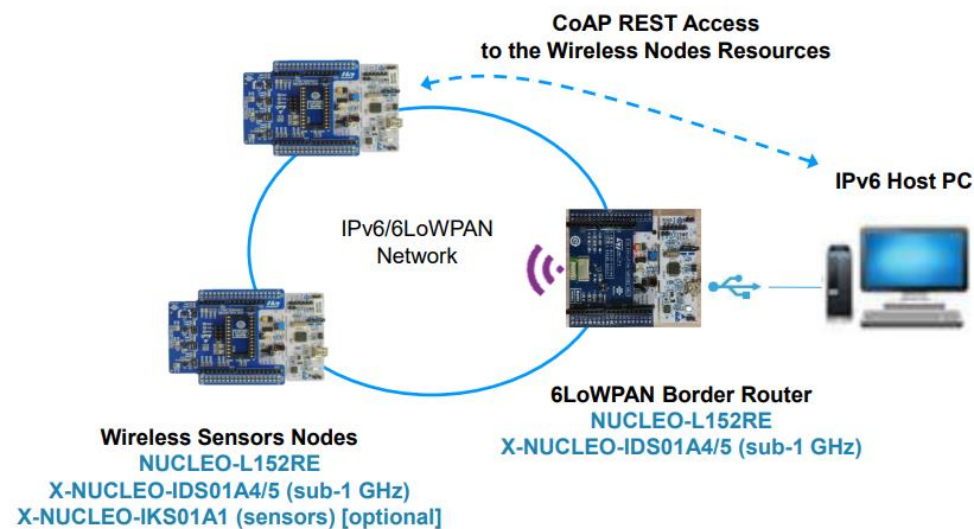 CoAP REST Access
to the Wireless Nodes Resources
IPv6 Host PC
IPv6/6LoWPAN
Network
6LoWPAN Border Router
NUCLEO-L152RE
X-NUCLEO-IDS01A4/5 (sub-1 GHz)
Wireless Sensors Nodes
NUCLEO-L152RE
X-NUCLEO-IDS01A4/5 (sub-1 GHz)
X-NUCLEO-IKS01A1 (sensors) [optional]